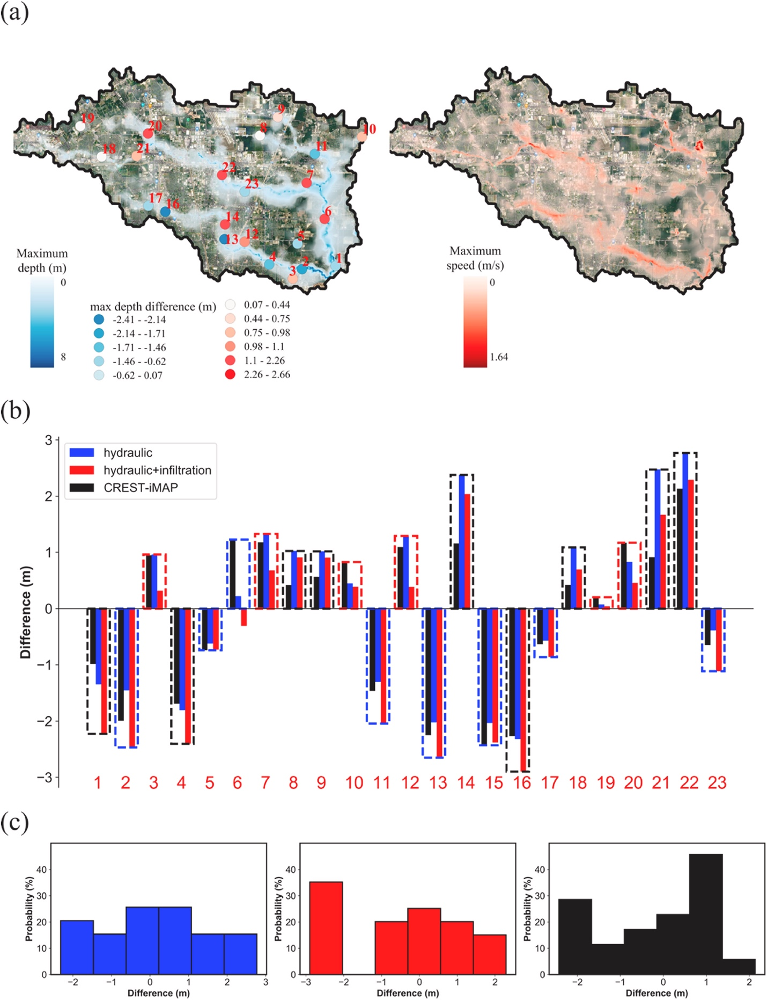 (a)
19
20
18
21
9
8
10
11
22
7
23
17
16
6
14
13
12
5
4
2
1
3
Maximum
depth (m)
0
8
max depth difference (m)
-2.41 - -2.14
-2.14 - -1.71
-1.71 - -1.46
-1.46 - -0.62
-0.62 - 0.07
0.07 - 0.44
0.44 - 0.75
0.75 - 0.98
0.98 - 1.1
1.1 - 2.26
2.26 - 2.66
Maximum
speed (m/s)
0
1.64
(b)
Difference (m)
3
2
1
0
−1
−2
−3
hydraulic
hydraulic+infiltration
CREST-iMAP
1 2 3 4 5 6 7 8 9 10 11 12 13 14 15 16 17 18 19 20 21 22 23
(c)
Probability (%)
40
30
20
10
0
−2 −1 0 1 2 3
Difference (m)
Probability (%)
40
30
20
10
0
−3 −2 −1 0 1 2
Difference (m)
Probability (%)
40
30
20
10
0
−2 −1 0 1 2
Difference (m)